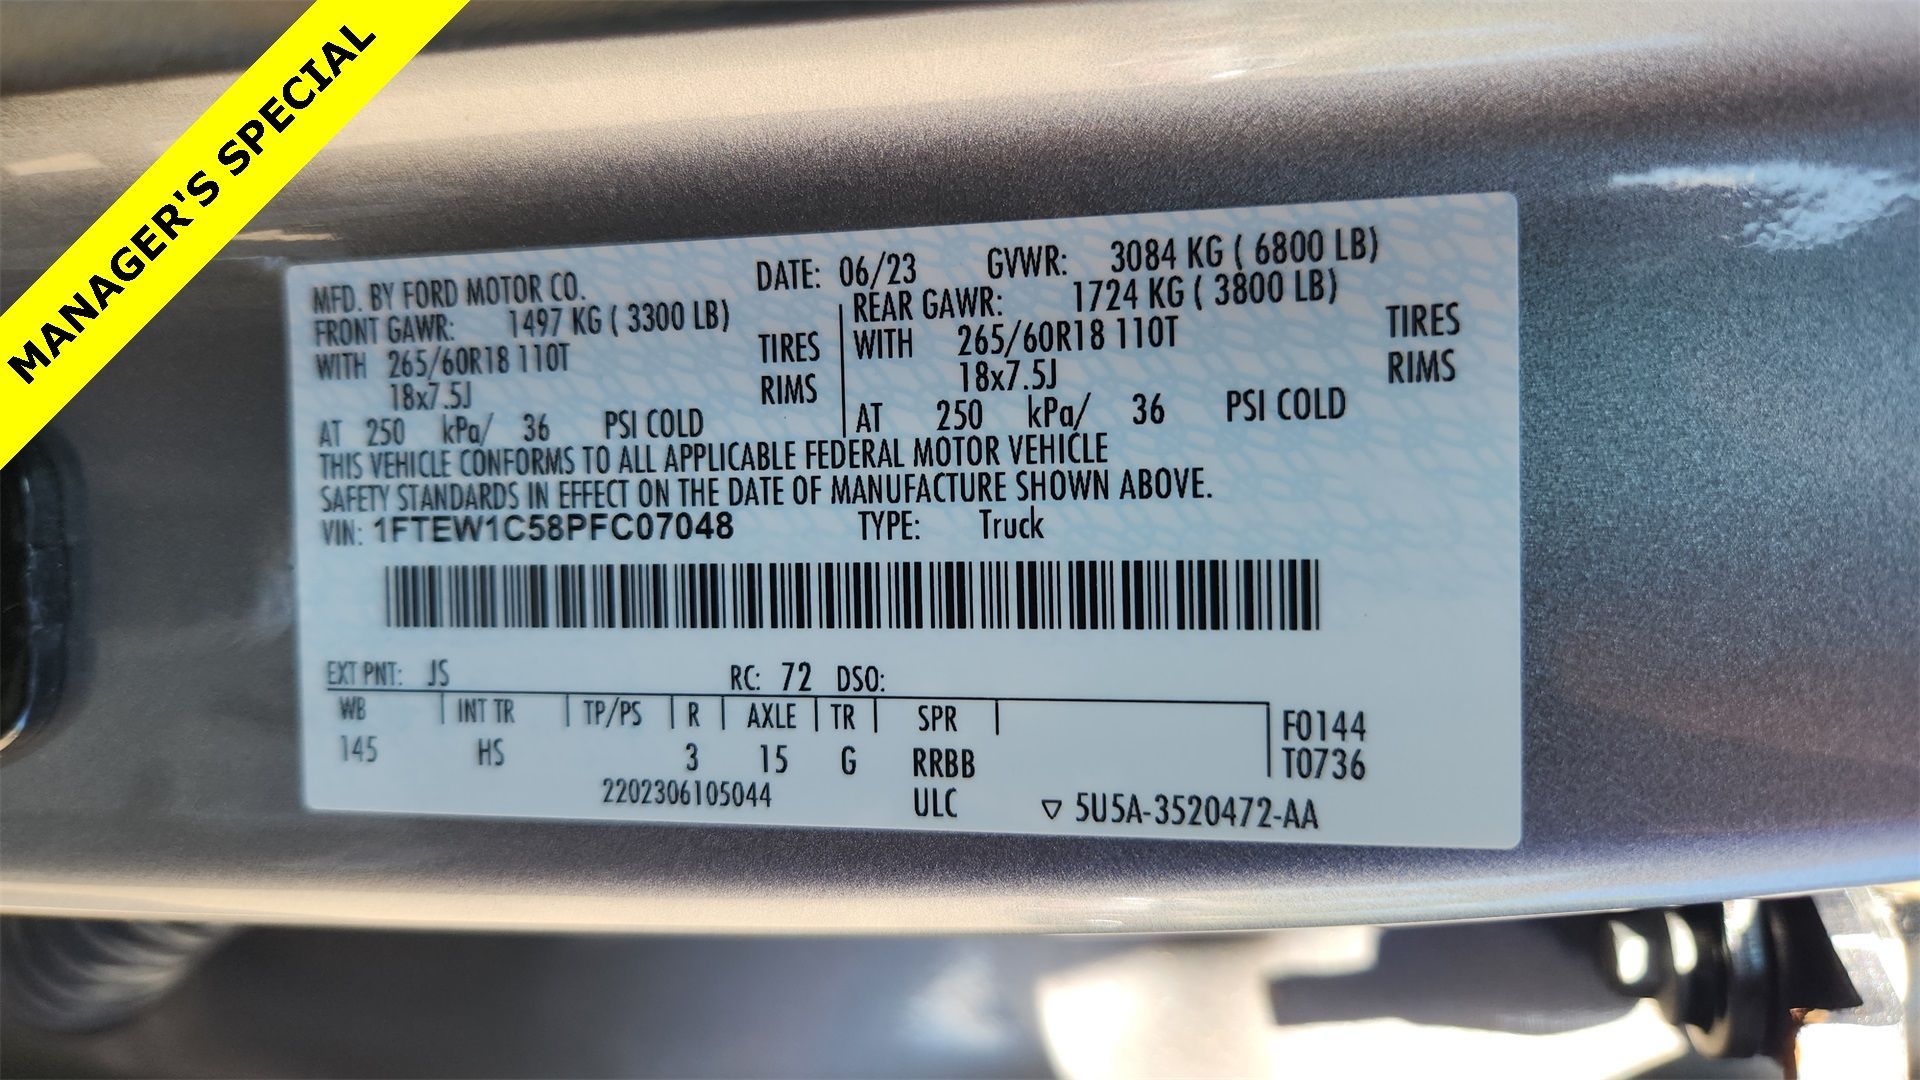 MANAGER'S SPECIAL
MFD. BY FORD MOTOR CO. DATE: 06/23 GVWR: 3084 KG ( 6800 LB)
FRONT GAWR: 1497 KG ( 3300 LB) REAR GAWR: 1724 KG ( 3800 LB)
WITH 265/60R18 110T TIRES WITH 265/60R18 110T TIRES
18x7.5J RIMS 18x7.5J RIMS
AT 250 kPa/ 36 PSI COLD AT 250 kPa/ 36 PSI COLD
THIS VEHICLE CONFORMS TO ALL APPLICABLE FEDERAL MOTOR VEHICLE
SAFETY STANDARDS IN EFFECT ON THE DATE OF MANUFACTURE SHOWN ABOVE.
VIN: 1FTEW1C58PFC07048 TYPE: Truck
EXT PNT: JS RC: 72 DSO:
WB INT TR TP/PS R AXLE TR SPR F0144
145 HS 3 15 G RRBB T0736
2202306105044 ULC ▽ 5U5A-3520472-AA